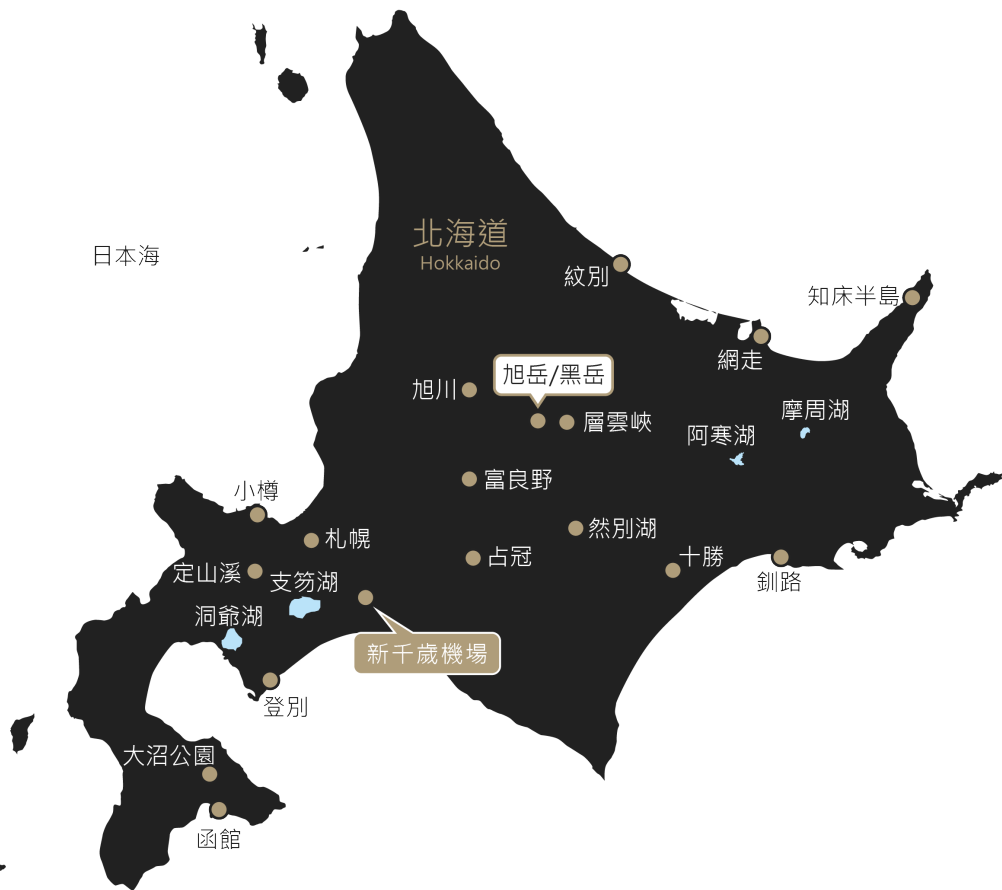 北海道
Hokkaido
日本海
紋別
知床半島
網走
旭岳/黑岳
旭川
層雲峽
摩周湖
阿寒湖
富良野
小樽
札幌
然別湖
占冠
十勝
定山溪
支笏湖
釧路
洞爺湖
新千歲機場
登別
大沼公園
函館